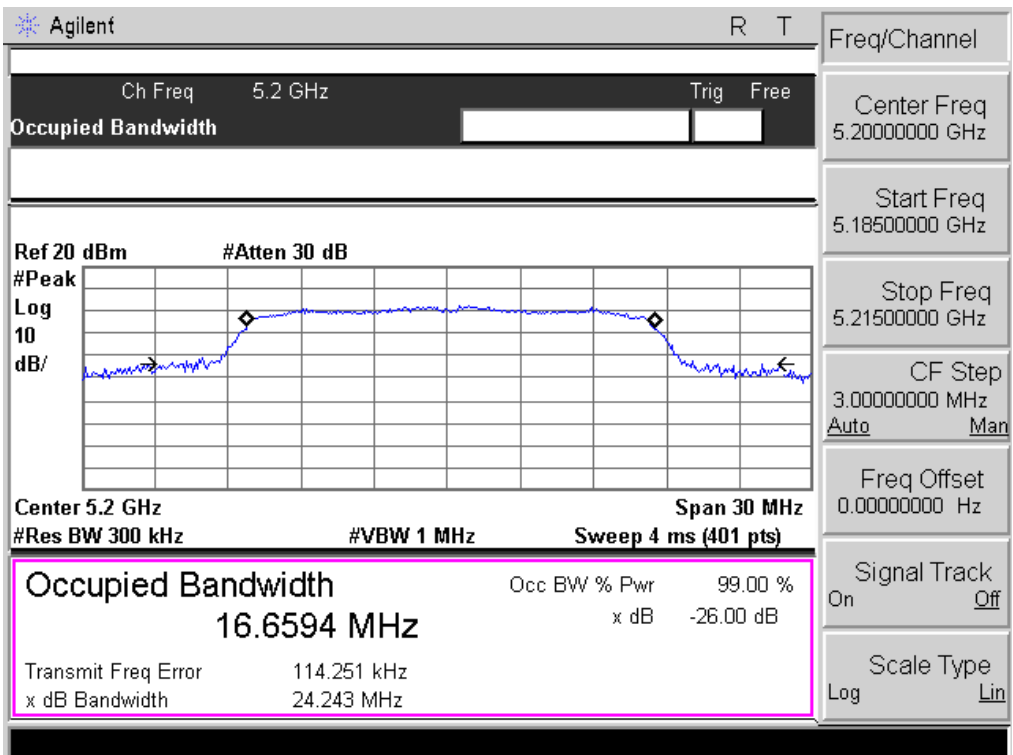 Agilent R T
Ch Freq 5.2 GHz Trig Free
Occupied Bandwidth
Ref 20 dBm #Atten 30 dB
#Peak
Log
10
dB/
Center 5.2 GHz Span 30 MHz
#Res BW 300 kHz #VBW 1 MHz Sweep 4 ms (401 pts)
Occupied Bandwidth
16.6594 MHz
Occ BW % Pwr 99.00 %
x dB -26.00 dB
Transmit Freq Error 114.251 kHz
x dB Bandwidth 24.243 MHz
Freq/Channel
Center Freq
5.20000000 GHz
Start Freq
5.18500000 GHz
Stop Freq
5.21500000 GHz
CF Step
3.00000000 MHz
Auto Man
Freq Offset
0.00000000 Hz
Signal Track
On Off
Scale Type
Log Lin